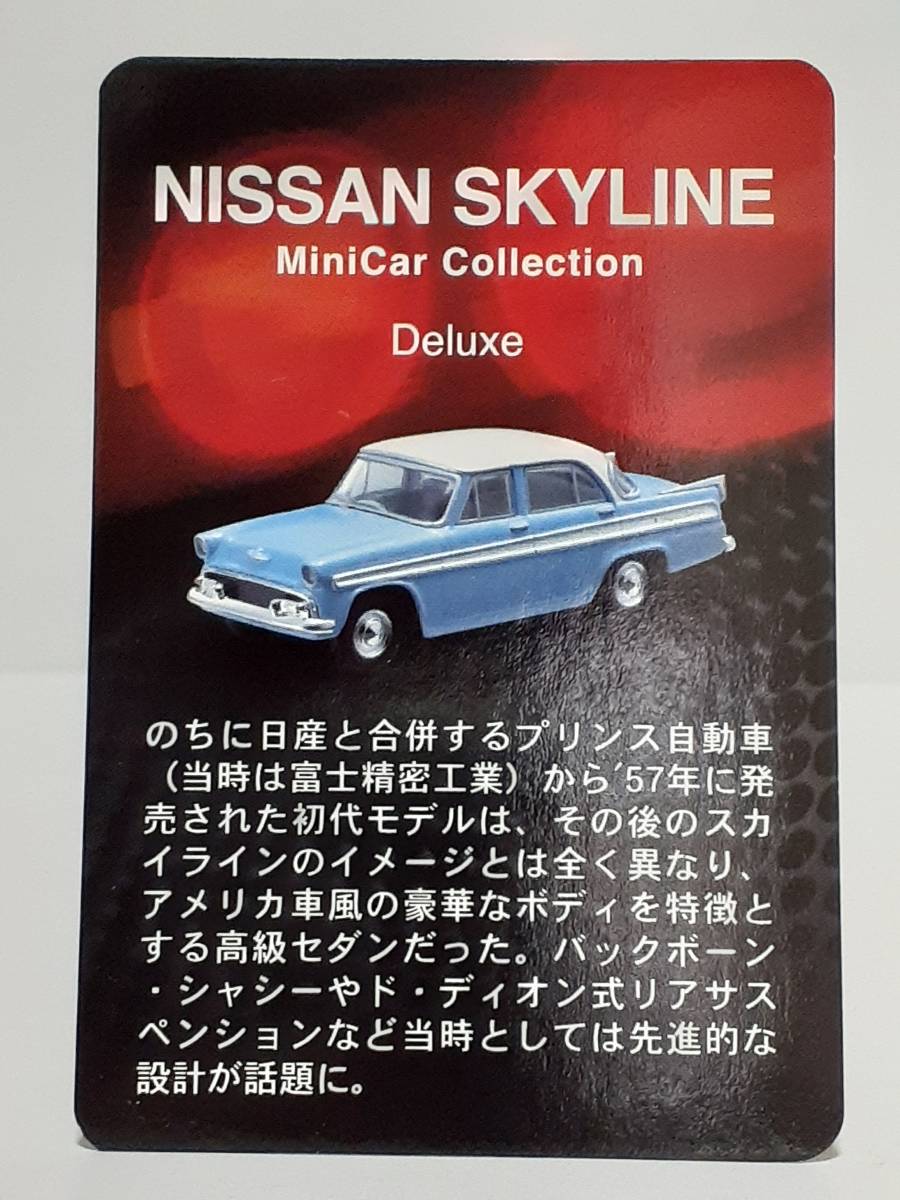 NISSAN SKYLINE
MiniCar Collection
Deluxe
のちに日産と合併するプリンス自動車
（当時は富士精密工業）から'57年に発
売された初代モデルは、その後のスカ
イラインのイメージとは全く異なり、
アメリカ車風の豪華なボディを特徴と
する高級セダンだった。バックボーン
・シャシーやド・ディオン式リアサス
ペンションなど当時としては先進的な
設計が話題に。